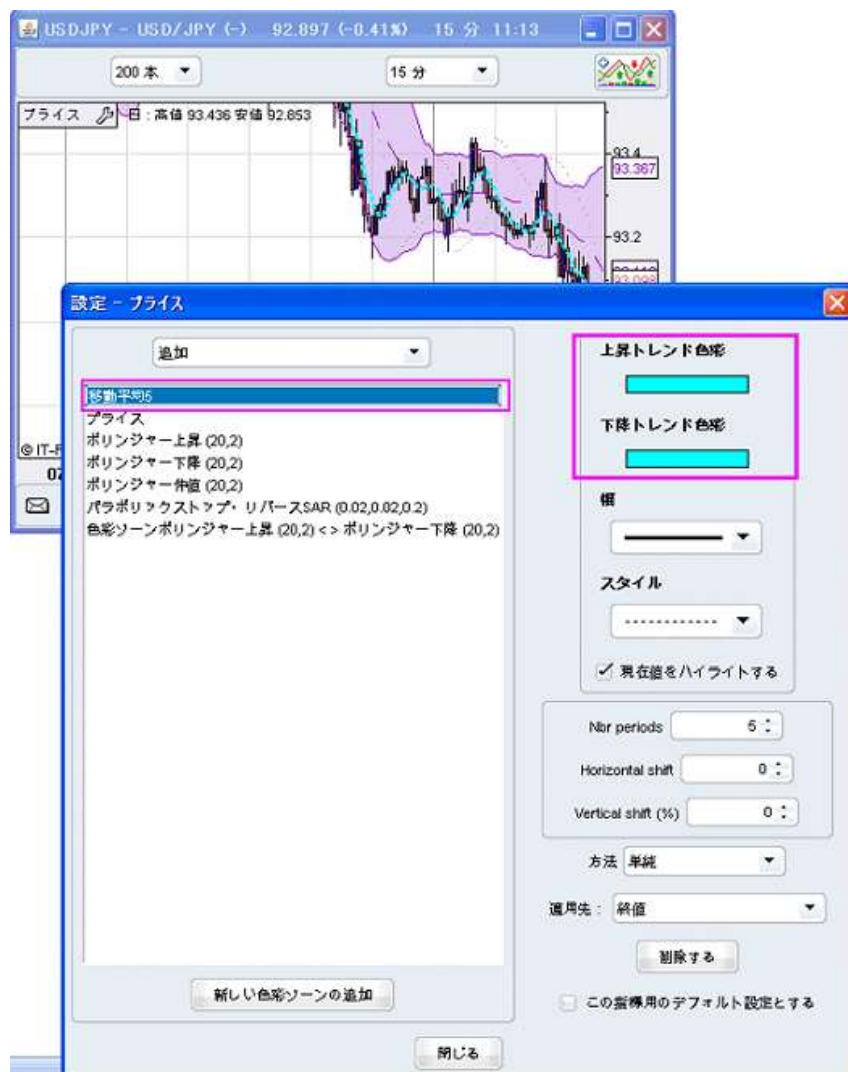 USDJPY - USD/JPY (-) 92.897 (-0.41%) 15 分 11:13
200 本 15 分
プライス 日 : 高値 93.436 安値 92.853
93.4
93.367
93.2
93.098
設定 - プライス
追加
移動平均5
プライス
ボリンジャー上昇 (20,2)
ボリンジャー下降 (20,2)
ボリンジャー仲値 (20,2)
パラボリックストップ・リバースSAR (0.02,0.02,0.2)
色彩ゾーンボリンジャー上昇 (20,2) <> ボリンジャー下降 (20,2)
新しい色彩ゾーンの追加
上昇トレンド色彩
下降トレンド色彩
幅
スタイル
現在値をハイライトする
Nbr periods 5
Horizontal shift 0
Vertical shift (%) 0
方法 単純
適用先 : 終値
削除する
この指標用のデフォルト設定とする
閉じる
© IT-F
02